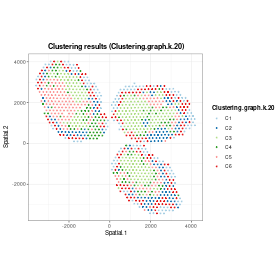 Clustering results (Clustering.graph.k.20)
4000
2000
0
-2000
Spatial.2
-2000
0
2000
4000
Spatial.1
Clustering.graph.k.20
C1
C2
C3
C4
C5
C6